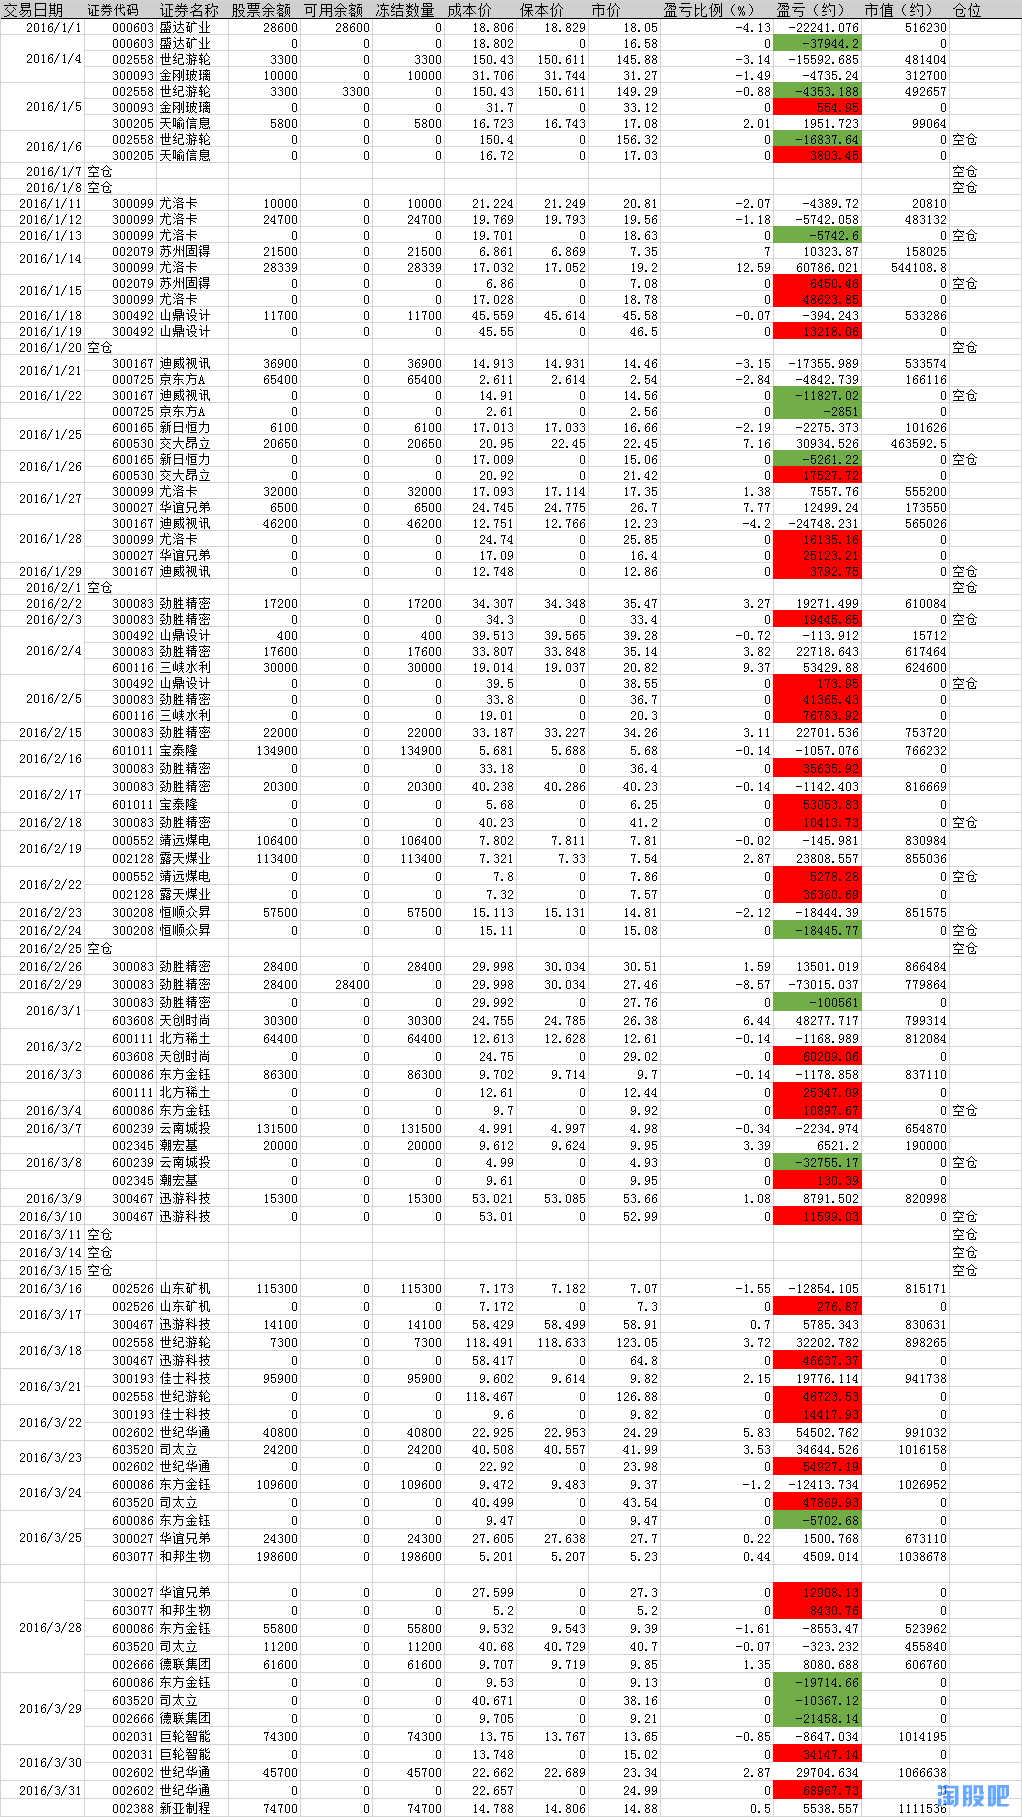 交易日期 证券代码 证券名称 股票余额 可用余额 冻结数量 成本价 保本价 市价 盈亏比例（%） 盈亏（约） 市值（约） 仓位
2016/1/1 000603 盛达矿业 28600 28600 0 18.806 18.829 18.05 -4.13 -22241.076 516230
2016/1/4 000603 盛达矿业 0 0 0 18.802 0 16.58 0 -37944.2 0
002558 世纪游轮 3300 0 3300 150.43 150.611 145.88 -3.14 -15592.685 481404
300093 金刚玻璃 10000 0 10000 31.706 31.744 31.27 -1.49 -4735.24 312700
2016/1/5 002558 世纪游轮 3300 3300 0 150.43 150.611 149.29 -0.88 -4353.188 492657
300093 金刚玻璃 0 0 0 31.7 0 33.12 0 554.95 0
300205 天喻信息 5800 0 5800 16.723 16.743 17.08 2.01 1951.723 99064
2016/1/6 002558 世纪游轮 0 0 0 150.4 0 156.32 0 -16837.64 0 空仓
300205 天喻信息 0 0 0 16.72 0 17.03 0 3803.45 0
2016/1/7 空仓 空仓
2016/1/8 空仓 空仓
2016/1/11 300099 尤洛卡 10000 0 10000 21.224 21.249 20.81 -2.07 -4389.72 20810
2016/1/12 300099 尤洛卡 24700 0 24700 19.769 19.793 19.56 -1.18 -5742.058 483132
2016/1/13 300099 尤洛卡 0 0 0 19.701 0 18.63 0 -5742.6 0 空仓
2016/1/14 002079 苏州固锝 21500 0 21500 6.861 6.869 7.35 7 10323.87 158025
300099 尤洛卡 28339 0 28339 17.032 17.052 19.2 12.59 60786.021 544108.8
2016/1/15 002079 苏州固锝 0 0 0 6.86 0 7.08 0 6450.46 0 空仓
300099 尤洛卡 0 0 0 17.028 0 18.78 0 48623.85 0
2016/1/18 300492 山鼎设计 11700 0 11700 45.559 45.614 45.58 -0.07 -394.243 533286
2016/1/19 300492 山鼎设计 0 0 0 45.55 0 46.5 0 13218.06 0
2016/1/20 空仓 空仓
2016/1/21 300167 迪威视讯 36900 0 36900 14.913 14.931 14.46 -3.15 -17355.989 533574
000725 京东方A 65400 0 65400 2.611 2.614 2.54 -2.84 -4842.739 166116
2016/1/22 300167 迪威视讯 0 0 0 14.91 0 14.56 0 -11827.02 0 空仓
000725 京东方A 0 0 0 2.61 0 2.56 0 -2851 0
2016/1/25 600165 新日恒力 6100 0 6100 17.013 17.033 16.66 -2.19 -2275.373 101626
600530 交大昂立 20650 0 20650 20.95 22.45 22.45 7.16 30934.526 463592.5
2016/1/26 600165 新日恒力 0 0 0 17.009 0 15.06 0 -5261.22 0 空仓
600530 交大昂立 0 0 0 20.92 0 21.42 0 17527.72 0
2016/1/27 300099 尤洛卡 32000 0 32000 17.093 17.114 17.35 1.38 7557.76 555200
300027 华谊兄弟 6500 0 6500 24.745 24.775 26.7 7.77 12499.24 173550
2016/1/28 300167 迪威视讯 46200 0 46200 12.751 12.766 12.23 -4.2 -24748.231 565026
300099 尤洛卡 0 0 0 24.74 0 25.85 0 16135.16 0
300027 华谊兄弟 0 0 0 17.09 0 16.4 0 25123.21 0
2016/1/29 300167 迪威视讯 0 0 0 12.748 0 12.86 0 3792.75 0 空仓
2016/2/1 空仓 空仓
2016/2/2 300083 劲胜精密 17200 0 17200 34.307 34.348 35.47 3.27 19271.499 610084
2016/2/3 300083 劲胜精密 0 0 0 34.3 0 33.4 0 19445.65 0 空仓
2016/2/4 300492 山鼎设计 400 0 400 39.513 39.565 39.28 -0.72 -113.912 15712
300083 劲胜精密 17600 0 17600 33.807 33.848 35.14 3.82 22718.643 617464
600116 三峡水利 30000 0 30000 19.014 19.037 20.82 9.37 53429.88 624600
2016/2/5 300492 山鼎设计 0 0 0 39.5 0 38.55 0 173.95 0 空仓
300083 劲胜精密 0 0 0 33.8 0 36.7 0 41365.43 0
600116 三峡水利 0 0 0 19.01 0 20.3 0 76783.92 0
2016/2/15 300083 劲胜精密 22000 0 22000 33.187 33.227 34.26 3.11 22701.536 753720
2016/2/16 601011 宝泰隆 134900 0 134900 5.681 5.688 5.68 -0.14 -1057.076 766232
300083 劲胜精密 0 0 0 33.18 0 36.4 0 35635.92 0
2016/2/17 300083 劲胜精密 20300 0 20300 40.238 40.286 40.23 -0.14 -1142.403 816669
601011 宝泰隆 0 0 0 5.68 0 6.25 0 53053.83 0
2016/2/18 300083 劲胜精密 0 0 0 40.23 0 41.2 0 10413.73 0 空仓
2016/2/19 000552 靖远煤电 106400 0 106400 7.802 7.811 7.81 -0.02 -145.981 830984
002128 露天煤业 113400 0 113400 7.321 7.33 7.54 2.87 23808.557 855036
2016/2/22 000552 靖远煤电 0 0 0 7.8 0 7.86 0 5278.28 0 空仓
002128 露天煤业 0 0 0 7.32 0 7.57 0 36360.69 0
2016/2/23 300208 恒顺众昇 57500 0 57500 15.113 15.131 14.81 -2.12 -18444.39 851575
2016/2/24 300208 恒顺众昇 0 0 0 15.11 0 15.08 0 -18445.77 0 空仓
2016/2/25 空仓 空仓
2016/2/26 300083 劲胜精密 28400 0 28400 29.998 30.034 30.51 1.59 13501.019 866484
2016/2/29 300083 劲胜精密 28400 28400 0 29.998 30.034 27.46 -8.57 -73015.037 779864
2016/3/1 300083 劲胜精密 0 0 0 29.992 0 27.76 0 -100561 0
603608 天创时尚 30300 0 30300 24.755 24.785 26.38 6.44 48277.717 799314
2016/3/2 600111 北方稀土 64400 0 64400 12.613 12.628 12.61 -0.14 -1168.989 812084
603608 天创时尚 0 0 0 24.75 0 29.02 0 60209.06 0
2016/3/3 600086 东方金钰 86300 0 86300 9.702 9.714 9.7 -0.14 -1178.858 837110
600111 北方稀土 0 0 0 12.61 0 12.44 0 25347.09 0
2016/3/4 600086 东方金钰 0 0 0 9.7 0 9.92 0 10897.67 0 空仓
2016/3/7 600239 云南城投 131500 0 131500 4.991 4.997 4.98 -0.34 -2234.974 654870
002345 潮宏基 20000 0 20000 9.612 9.624 9.95 3.39 6521.2 190000
2016/3/8 600239 云南城投 0 0 0 4.99 0 4.93 0 -32755.17 0 空仓
002345 潮宏基 0 0 0 9.61 0 9.95 0 130.39 0
2016/3/9 300467 迅游科技 15300 0 15300 53.021 53.085 53.66 1.08 8791.502 820998
2016/3/10 300467 迅游科技 0 0 0 53.01 0 52.99 0 11599.03 0 空仓
2016/3/11 空仓 空仓
2016/3/14 空仓 空仓
2016/3/15 空仓 空仓
2016/3/16 002526 山东矿机 115300 0 115300 7.173 7.182 7.07 -1.55 -12854.105 815171
2016/3/17 002526 山东矿机 0 0 0 7.172 0 7.3 0 276.87 0
300467 迅游科技 14100 0 14100 58.429 58.499 58.91 0.7 5785.343 830631
2016/3/18 002558 世纪游轮 7300 0 7300 118.491 118.633 123.05 3.72 32202.782 898265
300467 迅游科技 0 0 0 58.417 0 64.8 0 46637.37 0
2016/3/21 300193 佳士科技 95900 0 95900 9.602 9.614 9.82 2.15 19776.114 941738
002558 世纪游轮 0 0 0 118.467 0 126.88 0 46723.53 0
2016/3/22 300193 佳士科技 0 0 0 9.6 0 9.82 0 14417.93 0
002602 世纪华通 40800 0 40800 22.925 22.953 24.29 5.83 54502.762 991032
2016/3/23 603520 司太立 24200 0 24200 40.508 40.557 41.99 3.53 34644.526 1016158
002602 世纪华通 0 0 0 22.92 0 23.98 0 54927.19 0
2016/3/24 600086 东方金钰 109600 0 109600 9.472 9.483 9.37 -1.2 -12413.734 1026952
603520 司太立 0 0 0 40.499 0 43.54 0 47869.93 0
2016/3/25 600086 东方金钰 0 0 0 9.47 0 9.47 0 -5702.68 0
300027 华谊兄弟 24300 0 24300 27.605 27.638 27.7 0.22 1500.768 673110
603077 和邦生物 198600 0 198600 5.201 5.207 5.23 0.44 4509.014 1038678
2016/3/28 300027 华谊兄弟 0 0 0 27.599 0 27.3 0 12908.13 0
603077 和邦生物 0 0 0 5.2 0 5.2 0 8430.76 0
600086 东方金钰 55800 0 55800 9.532 9.543 9.39 -1.61 -8553.47 523962
603520 司太立 11200 0 11200 40.68 40.729 40.7 -0.07 -323.232 455840
002666 德联集团 61600 0 61600 9.707 9.719 9.85 1.35 8080.688 606760
2016/3/29 600086 东方金钰 0 0 0 9.53 0 9.13 0 -19714.66 0
603520 司太立 0 0 0 40.671 0 38.16 0 -10367.12 0
002666 德联集团 0 0 0 9.705 0 9.21 0 -21458.14 0
002031 巨轮智能 74300 0 74300 13.75 13.767 13.65 -0.85 -8647.034 1014195
2016/3/30 002031 巨轮智能 0 0 0 13.748 0 15.02 0 34147.14 0
002602 世纪华通 45700 0 45700 22.662 22.689 23.34 2.87 29704.634 1066638
2016/3/31 002602 世纪华通 0 0 0 22.657 0 24.99 0 68967.73 0
002388 新亚制程 74700 0 74700 14.788 14.806 14.88 0.5 5538.557 1111536
淘股吧